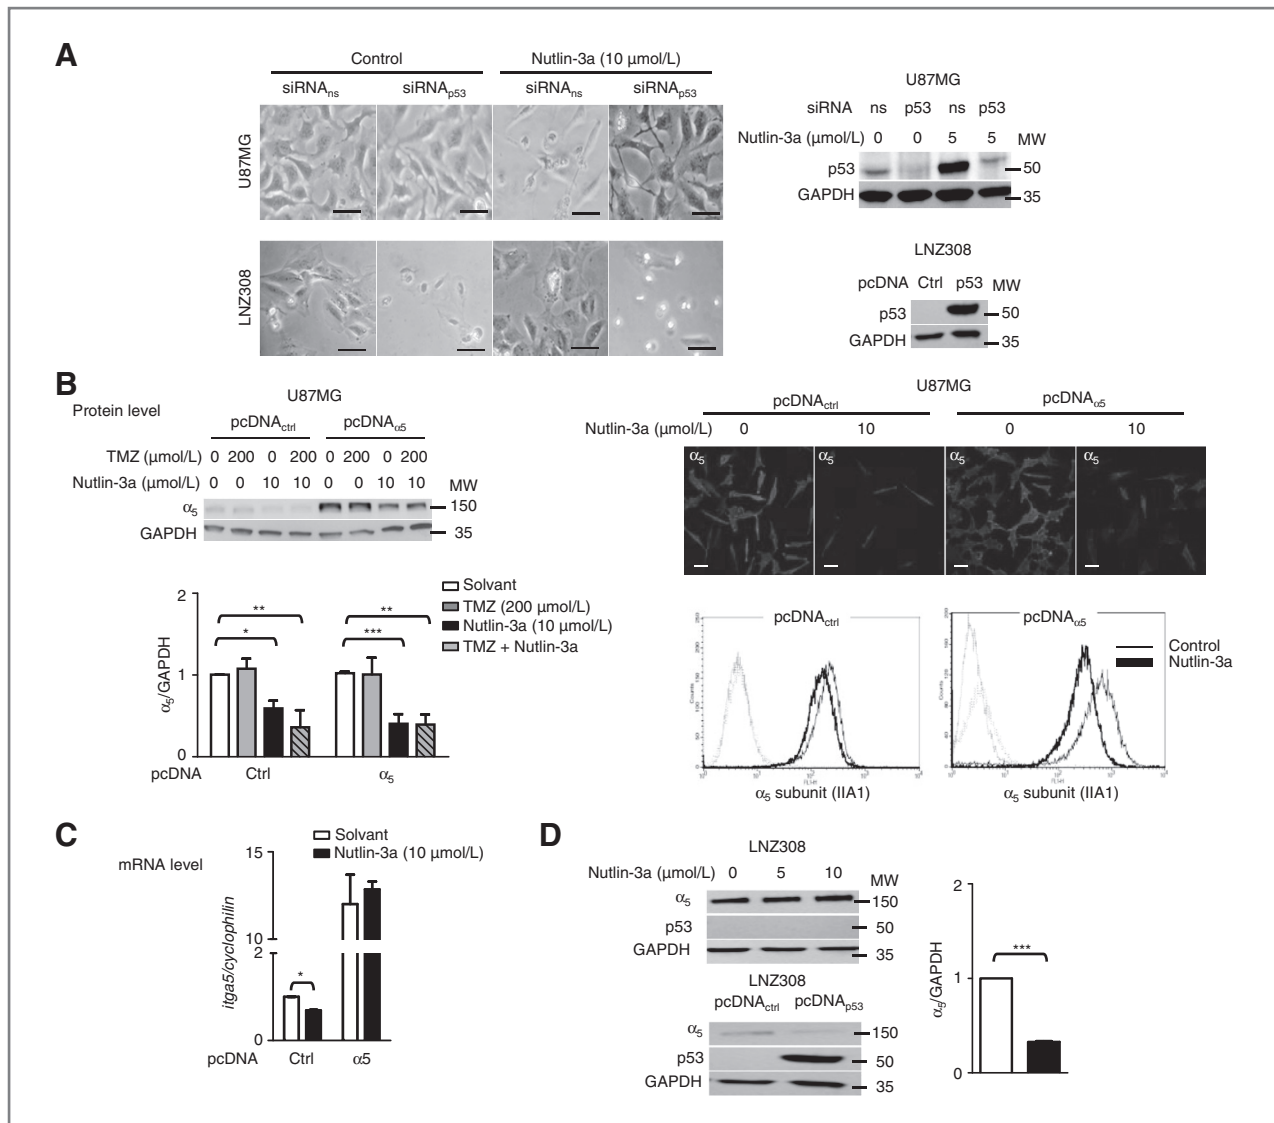 A
Control
Nutlin-3a (10 µmol/L)
siRNAns
siRNAp53
siRNAns
siRNAp53
U87MG
LNZ308
U87MG
siRNA ns p53 ns p53
Nutlin-3a (µmol/L) 0 0 5 5 MW
p53
50
GAPDH
35
LNZ308
pcDNA Ctrl p53 MW
p53
50
GAPDH
35
B
Protein level
U87MG
pcDNActrl
pcDNAα5
TMZ (µmol/L) 0 200 0 200 0 200 0 200
Nutlin-3a (µmol/L) 0 0 10 10 0 0 10 10 MW
α5
150
GAPDH
35
Solvant
TMZ (200 µmol/L)
Nutlin-3a (10 µmol/L)
TMZ + Nutlin-3a
α5/GAPDH
2
1
0
**
*
**
***
pcDNA Ctrl α5
U87MG
pcDNActrl
pcDNAα5
Nutlin-3a (µmol/L) 0 10 0 10
α5
α5
α5
α5
pcDNActrl
Counts
α5 subunit (IIA1)
pcDNAα5
Counts
α5 subunit (IIA1)
Control
Nutlin-3a
C
mRNA level
Solvant
Nutlin-3a (10 µmol/L)
itga5/cyclophilin
15
10
2
0
*
pcDNA Ctrl α5
D
LNZ308
Nutlin-3a (µmol/L) 0 5 10 MW
α5
150
p53
50
GAPDH
35
LNZ308
pcDNActrl pcDNAp53
α5
150
p53
50
GAPDH
35
α5/GAPDH
2
1
0
***